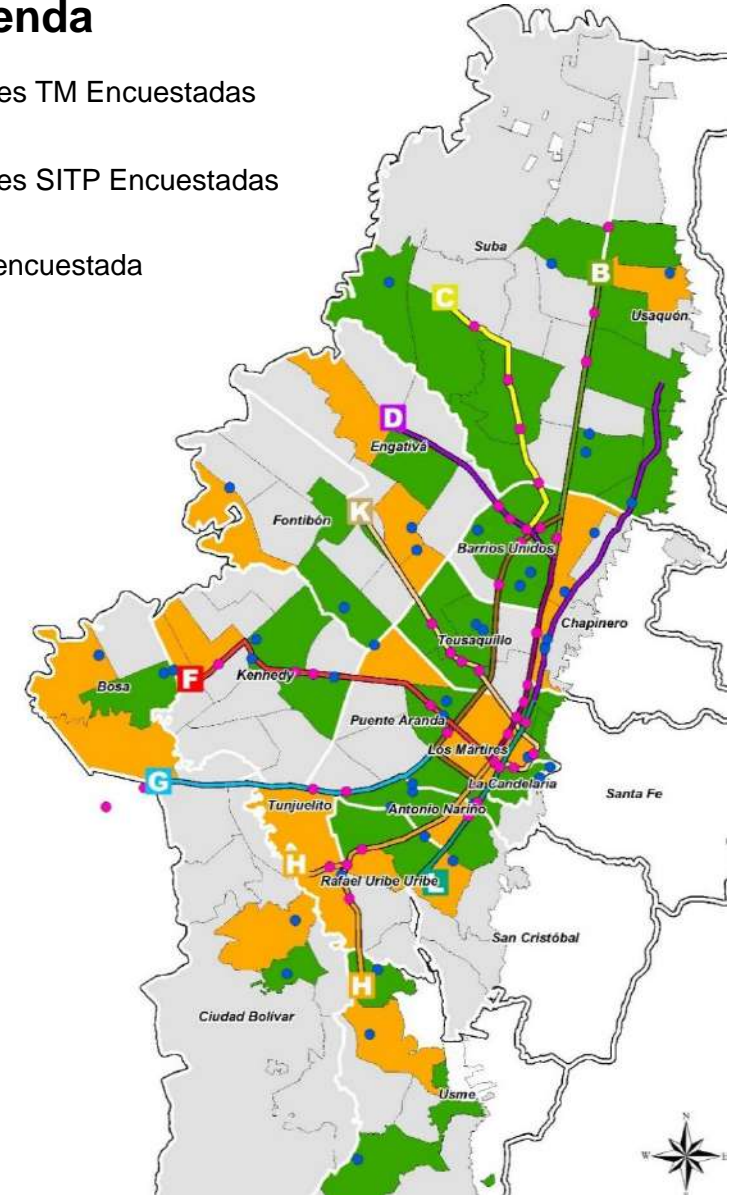 enda
es TM Encuestadas
es SITP Encuestadas
encuestada
Suba
B
C
Usaquén
D
Engativá
K
Fontibón
Barrios Unidos
Chapinero
Teusaquillo
F
Bosa
Kennedy
Puente Aranda
Los Mártires
G
La Candelaria
Santa Fe
Tunjuelito
Antonio Nariño
H
Rafael Uribe Uribe
L
San Cristóbal
H
Ciudad Bolívar
Usme
N
W